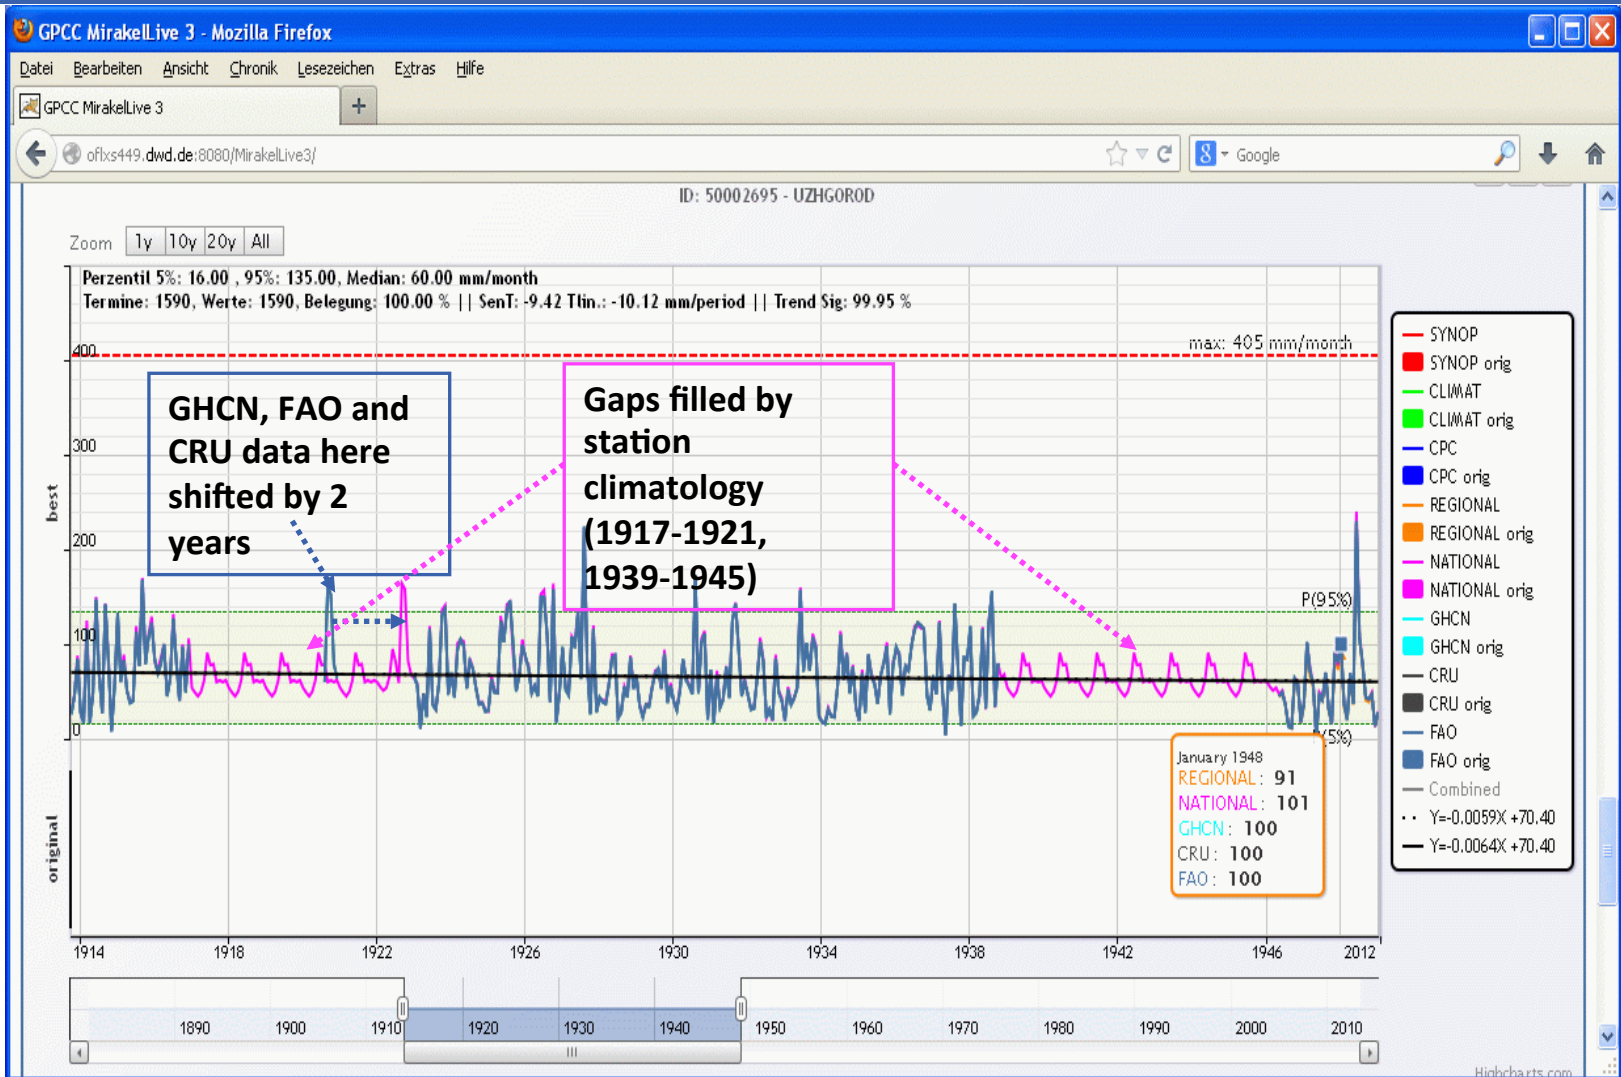 GPCC MirakelLive 3 - Mozilla Firefox
Datei Bearbeiten Ansicht Chronik Lesezeichen Extras Hilfe
GPCC MirakelLive 3
+
oflxs449.dwd.de:8080/MirakelLive3/
8 Google
ID: 50002695 - UZHGOROD
Zoom 1y 10y 20y All
Perzentil 5%: 16.00 , 95%: 135.00, Median: 60.00 mm/month
Termine: 1590, Werte: 1590, Belegung: 100.00 % || SenT: -9.42 Tlin.: -10.12 mm/period || Trend Sig: 99.95 %
max: 405 mm/month
400
300
200
100
0
best
original
GHCN, FAO and
CRU data here
shifted by 2
years
Gaps filled by
station
climatology
(1917-1921,
1939-1945)
P(95%)
(5%)
January 1948
REGIONAL: 91
NATIONAL: 101
GHCN: 100
CRU: 100
FAO: 100
SYNOP
SYNOP orig
CLIMAT
CLIMAT orig
CPC
CPC orig
REGIONAL
REGIONAL orig
NATIONAL
NATIONAL orig
GHCN
GHCN orig
CRU
CRU orig
FAO
FAO orig
Combined
Y=-0.0059X +70.40
Y=-0.0064X +70.40
1914 1918 1922 1926 1930 1934 1938 1942 1946 2012
1890 1900 1910 1920 1930 1940 1950 1960 1970 1980 1990 2000 2010
Highcharts.com